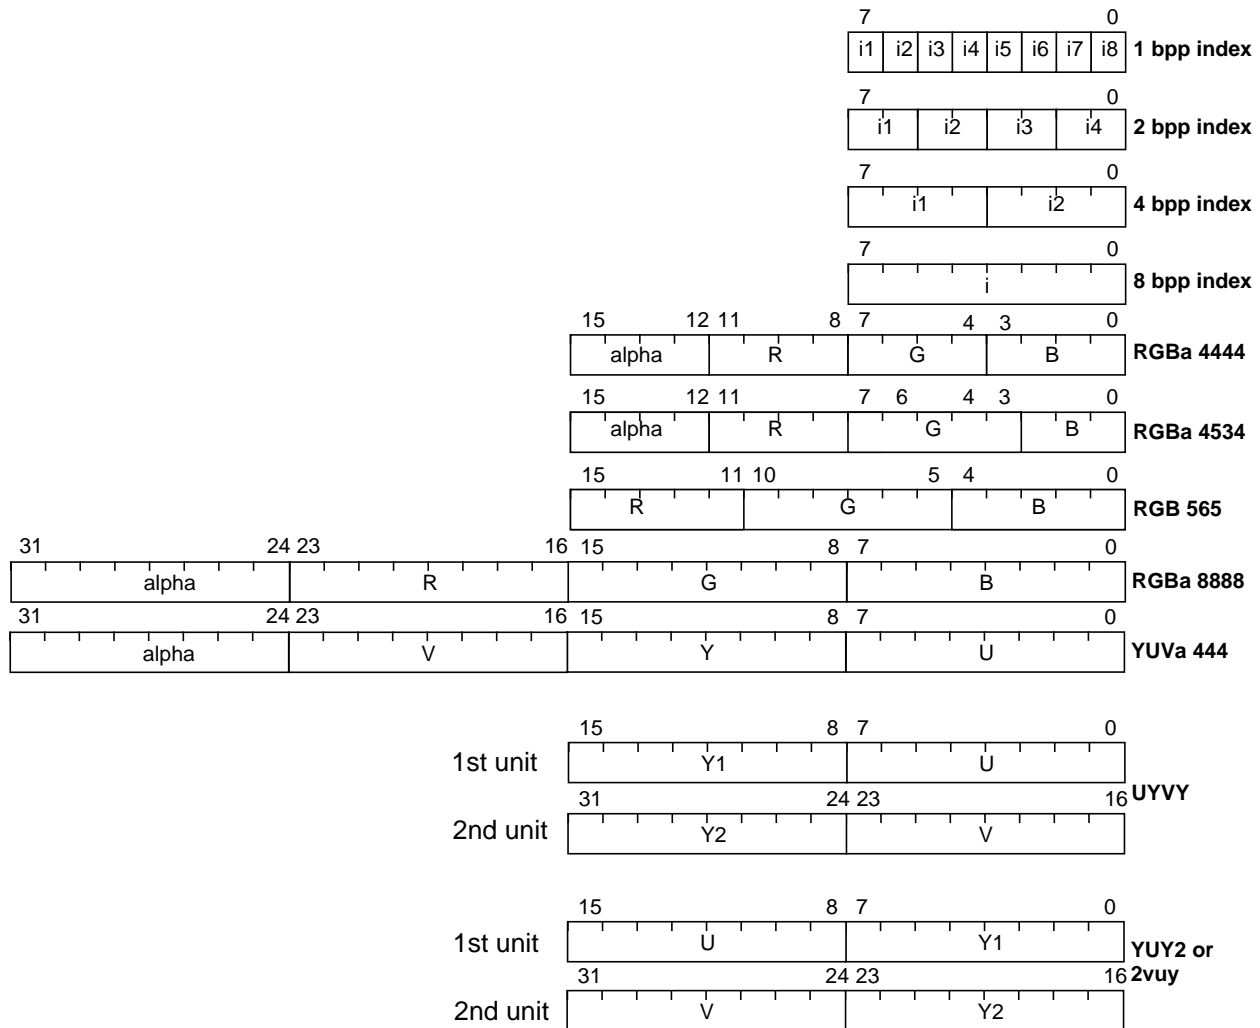 7 0
i1 i2 i3 i4 i5 i6 i7 i8 1 bpp index
7 0
i1 i2 i3 i4 2 bpp index
7 0
i1 i2 4 bpp index
7 0
i 8 bpp index
15 12 11 8 7 4 3 0
alpha R G B RGBa 4444
15 12 11 7 6 4 3 0
alpha R G B RGBa 4534
15 11 10 5 4 0
R G B RGB 565
31 24 23 16 15 8 7 0
alpha R G B RGBa 8888
31 24 23 16 15 8 7 0
alpha V Y U YUVa 444
15 8 7 0
1st unit Y1 U
UYVY
31 24 23 16
2nd unit Y2 V
15 8 7 0
1st unit U Y1
YUY2 or
2vuy
31 24 23 16
2nd unit V Y2